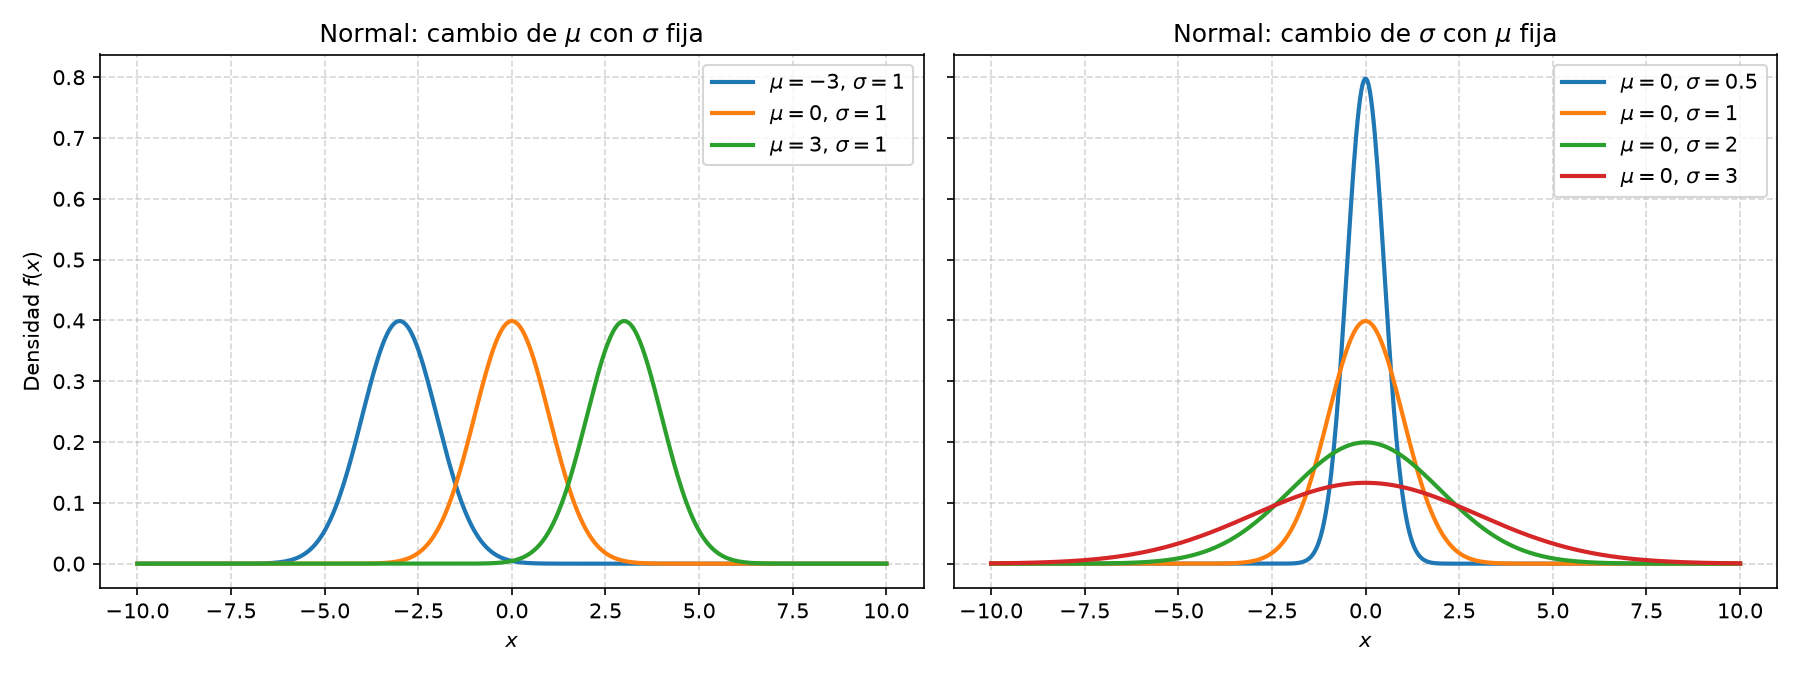 Normal: cambio de μ con σ fija
μ = −3, σ = 1
μ = 0, σ = 1
μ = 3, σ = 1
Densidad f(x)
0.8
0.7
0.6
0.5
0.4
0.3
0.2
0.1
0.0
−10.0 −7.5 −5.0 −2.5 0.0 2.5 5.0 7.5 10.0
x
Normal: cambio de σ con μ fija
μ = 0, σ = 0.5
μ = 0, σ = 1
μ = 0, σ = 2
μ = 0, σ = 3
−10.0 −7.5 −5.0 −2.5 0.0 2.5 5.0 7.5 10.0
x